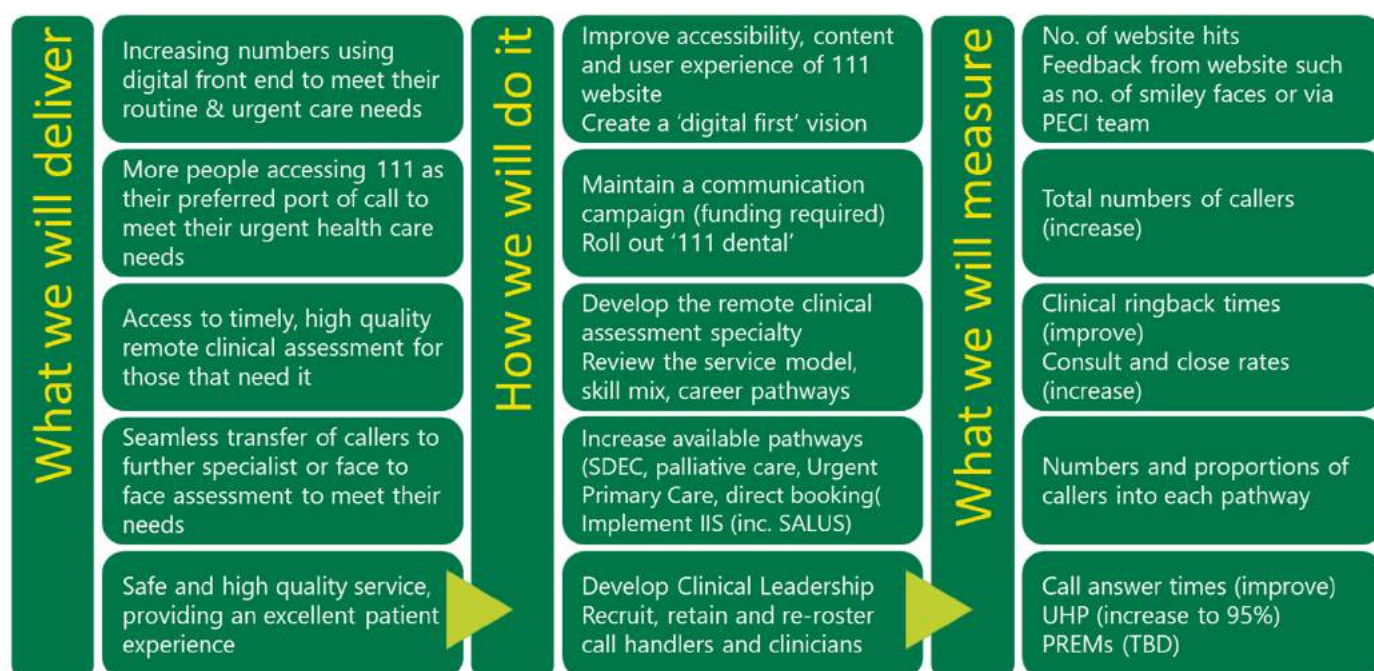 What we will deliver
Increasing numbers using
digital front end to meet their
routine & urgent care needs
More people accessing 111 as
their preferred port of call to
meet their urgent health care
needs
Access to timely, high quality
remote clinical assessment for
those that need it
Seamless transfer of callers to
further specialist or face to
face assessment to meet their
needs
Safe and high quality service,
providing an excellent patient
experience
How we will do it
Improve accessibility, content
and user experience of 111
website
Create a ‘digital first’ vision
Maintain a communication
campaign (funding required)
Roll out ‘111 dental’
Develop the remote clinical
assessment specialty
Review the service model,
skill mix, career pathways
Increase available pathways
(SDEC, palliative care, Urgent
Primary Care, direct booking(
Implement IIS (inc. SALUS)
Develop Clinical Leadership
Recruit, retain and re-roster
call handlers and clinicians
What we will measure
No. of website hits
Feedback from website such
as no. of smiley faces or via
PECI team
Total numbers of callers
(increase)
Clinical ringback times
(improve)
Consult and close rates
(increase)
Numbers and proportions of
callers into each pathway
Call answer times (improve)
UHP (increase to 95%)
PREMs (TBD)